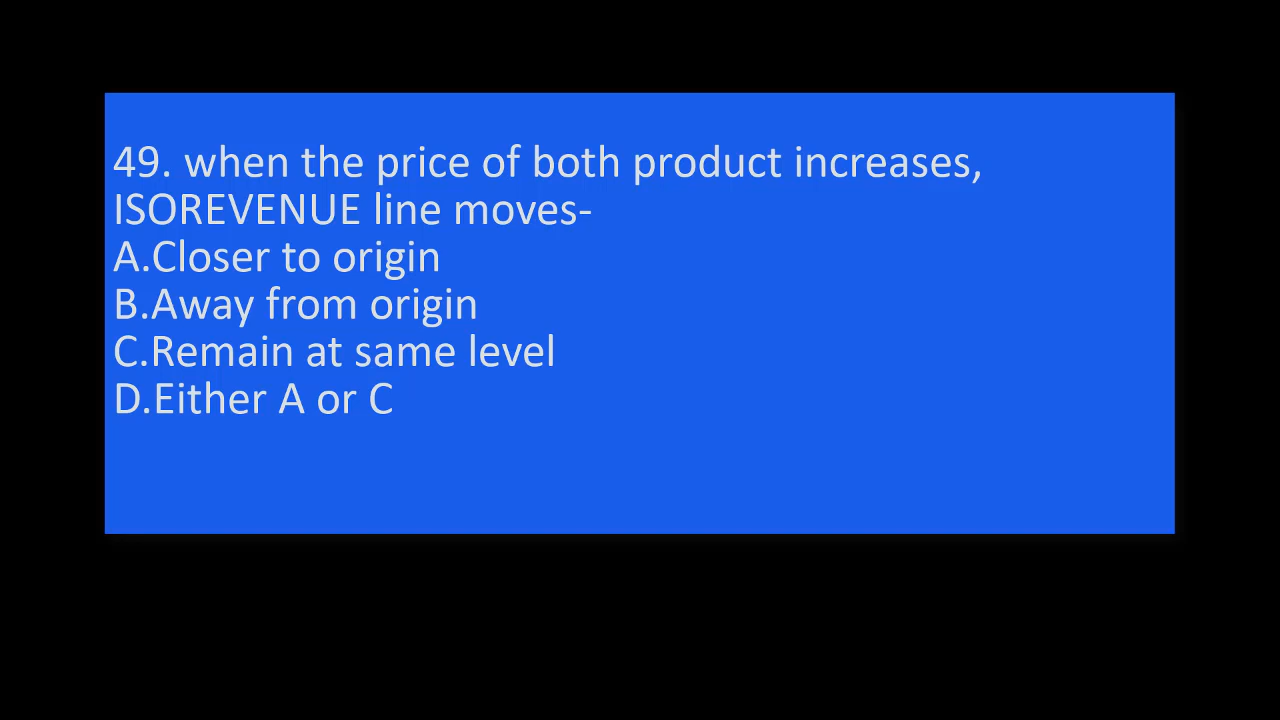 49. when the price of both product increases,
ISOREVENUE line moves-
A.Closer to origin
B.Away from origin
C.Remain at same level
D.Either A or C